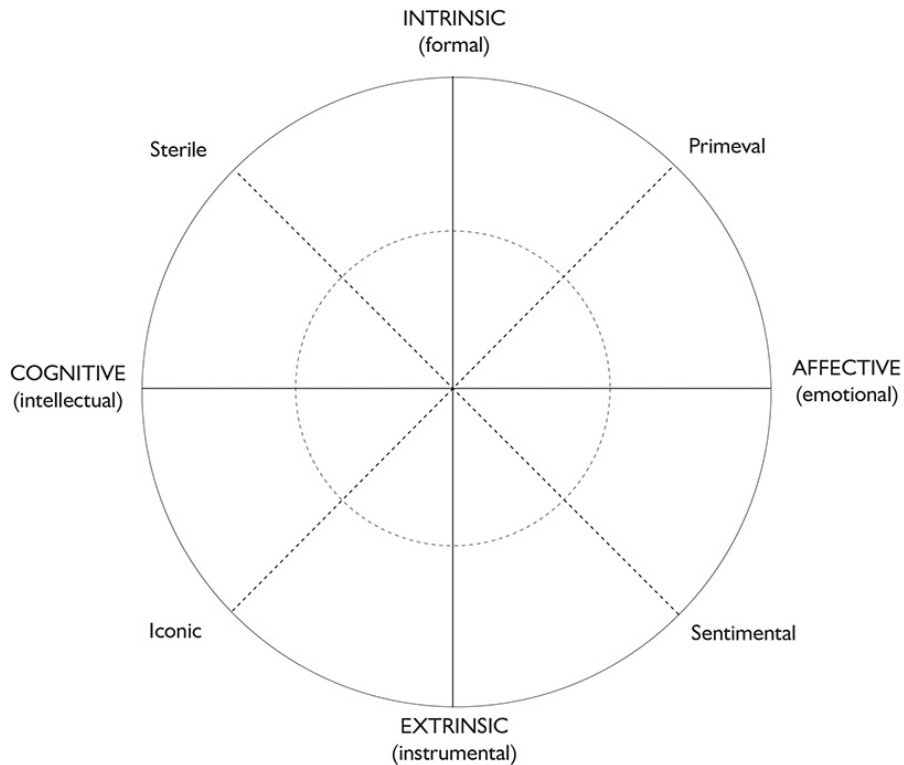 INTRINSIC
(formal)
Sterile
Primeval
COGNITIVE
(intellectual)
AFFECTIVE
(emotional)
Iconic
Sentimental
EXTRINSIC
(instrumental)